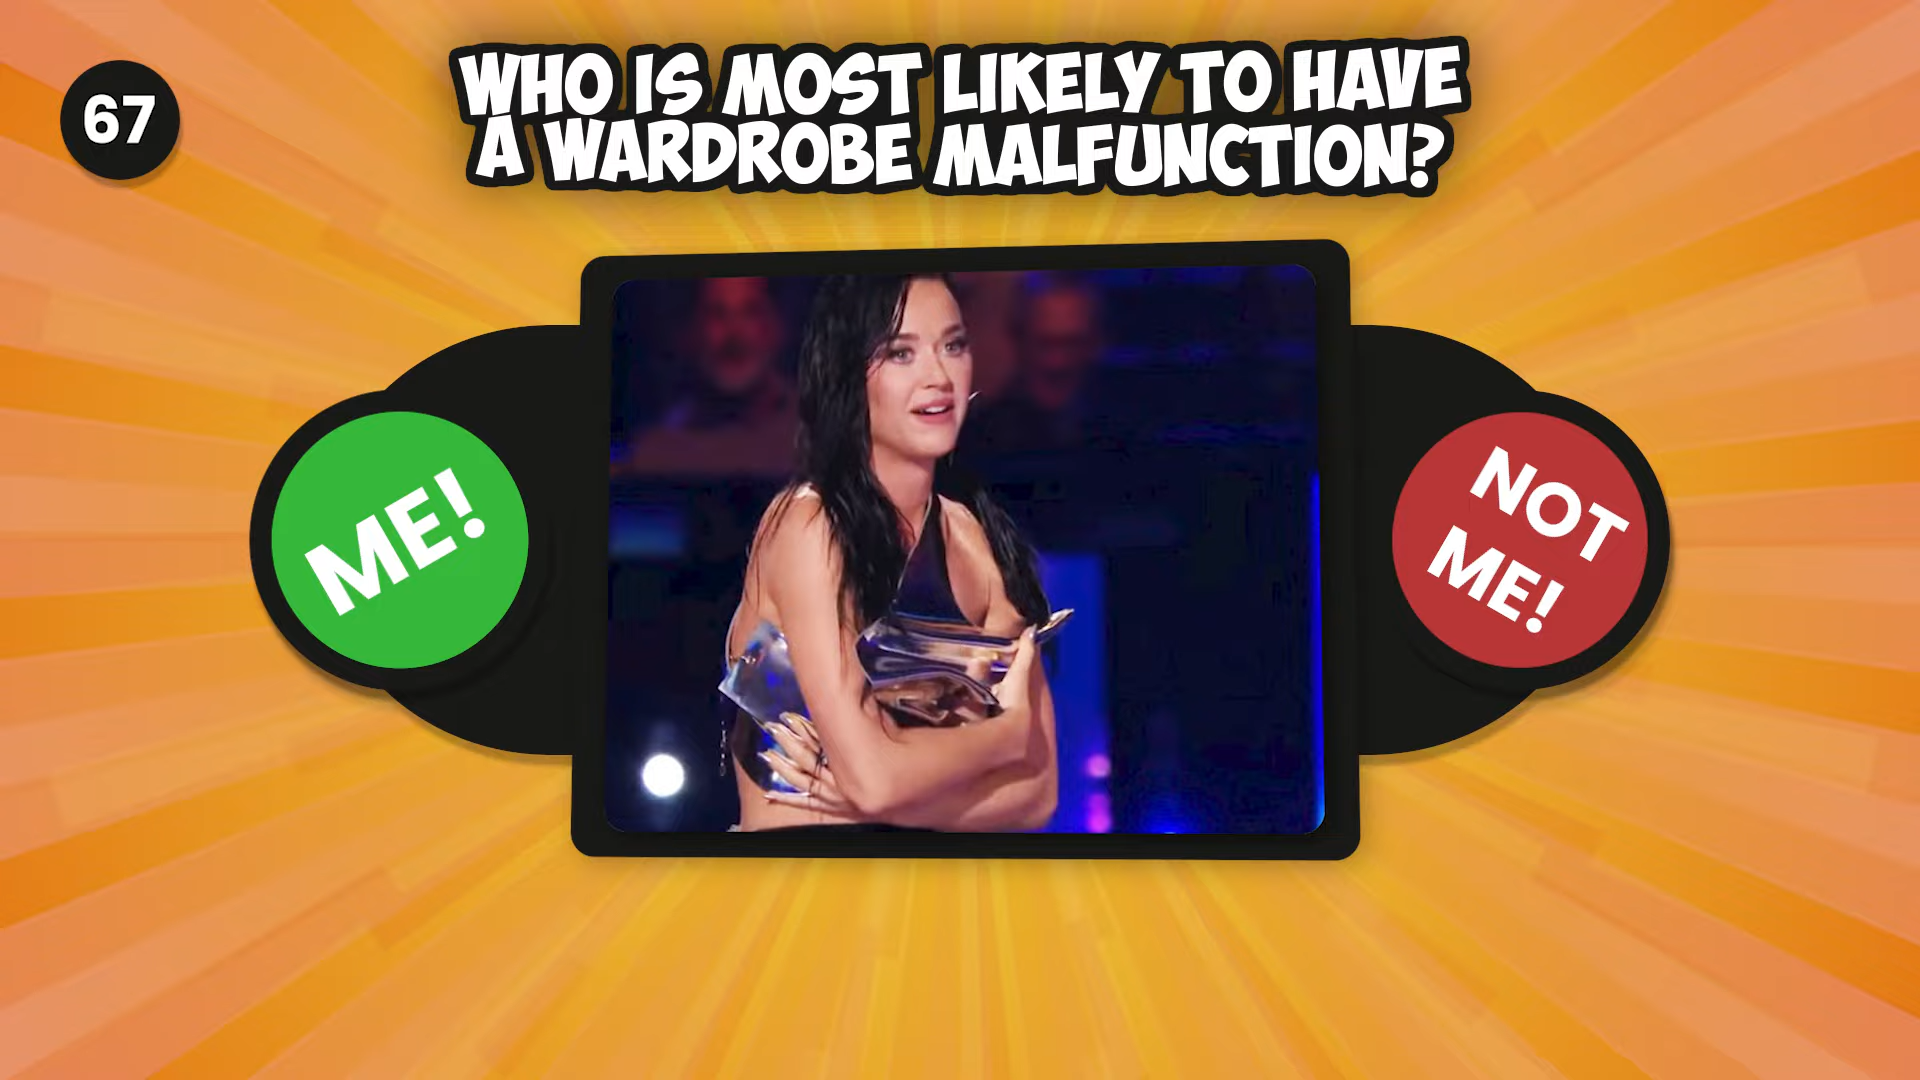 67
WHO IS MOST LIKELY TO HAVE
A WARDROBE MALFUNCTION?
ME!
NOT
ME!